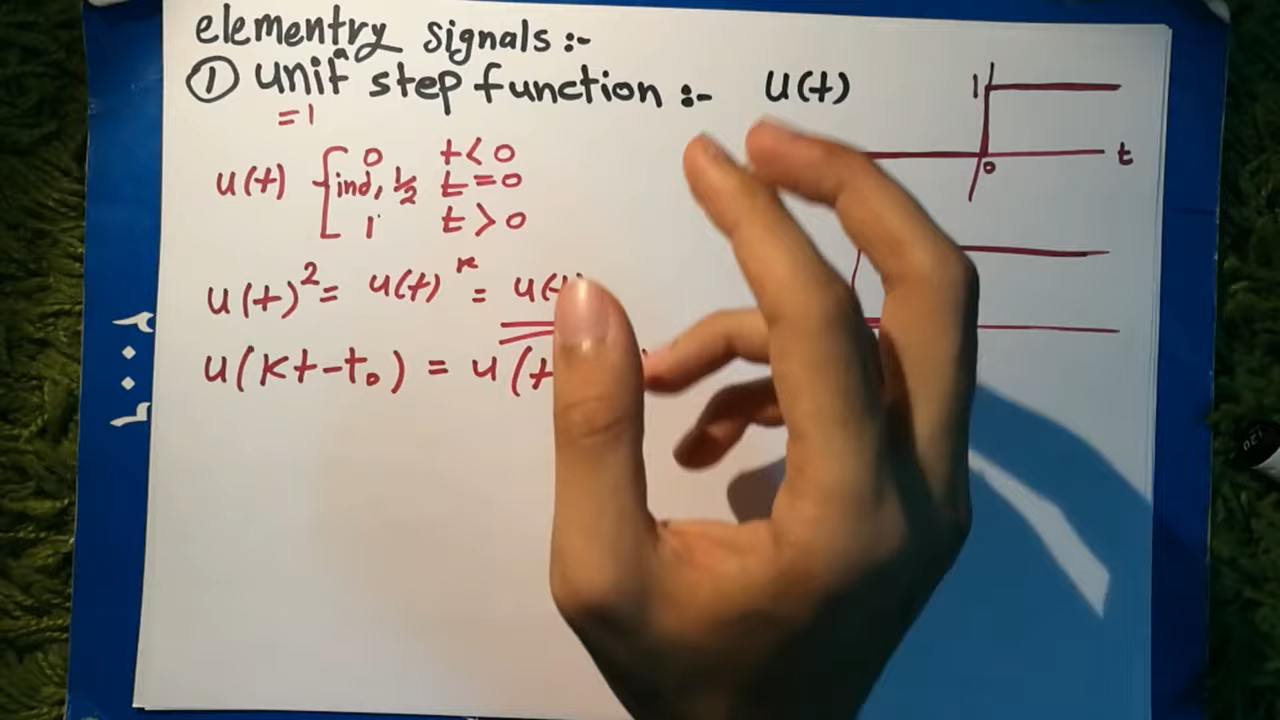 elementry signals :-
① unit step function :- u(t)
=1
1
0
t
u(t) { 0 t < 0
ind, 1/2 t = 0
1 t > 0
u(t)² = u(t)ᴷ =
u(kt-t₀) = u(t